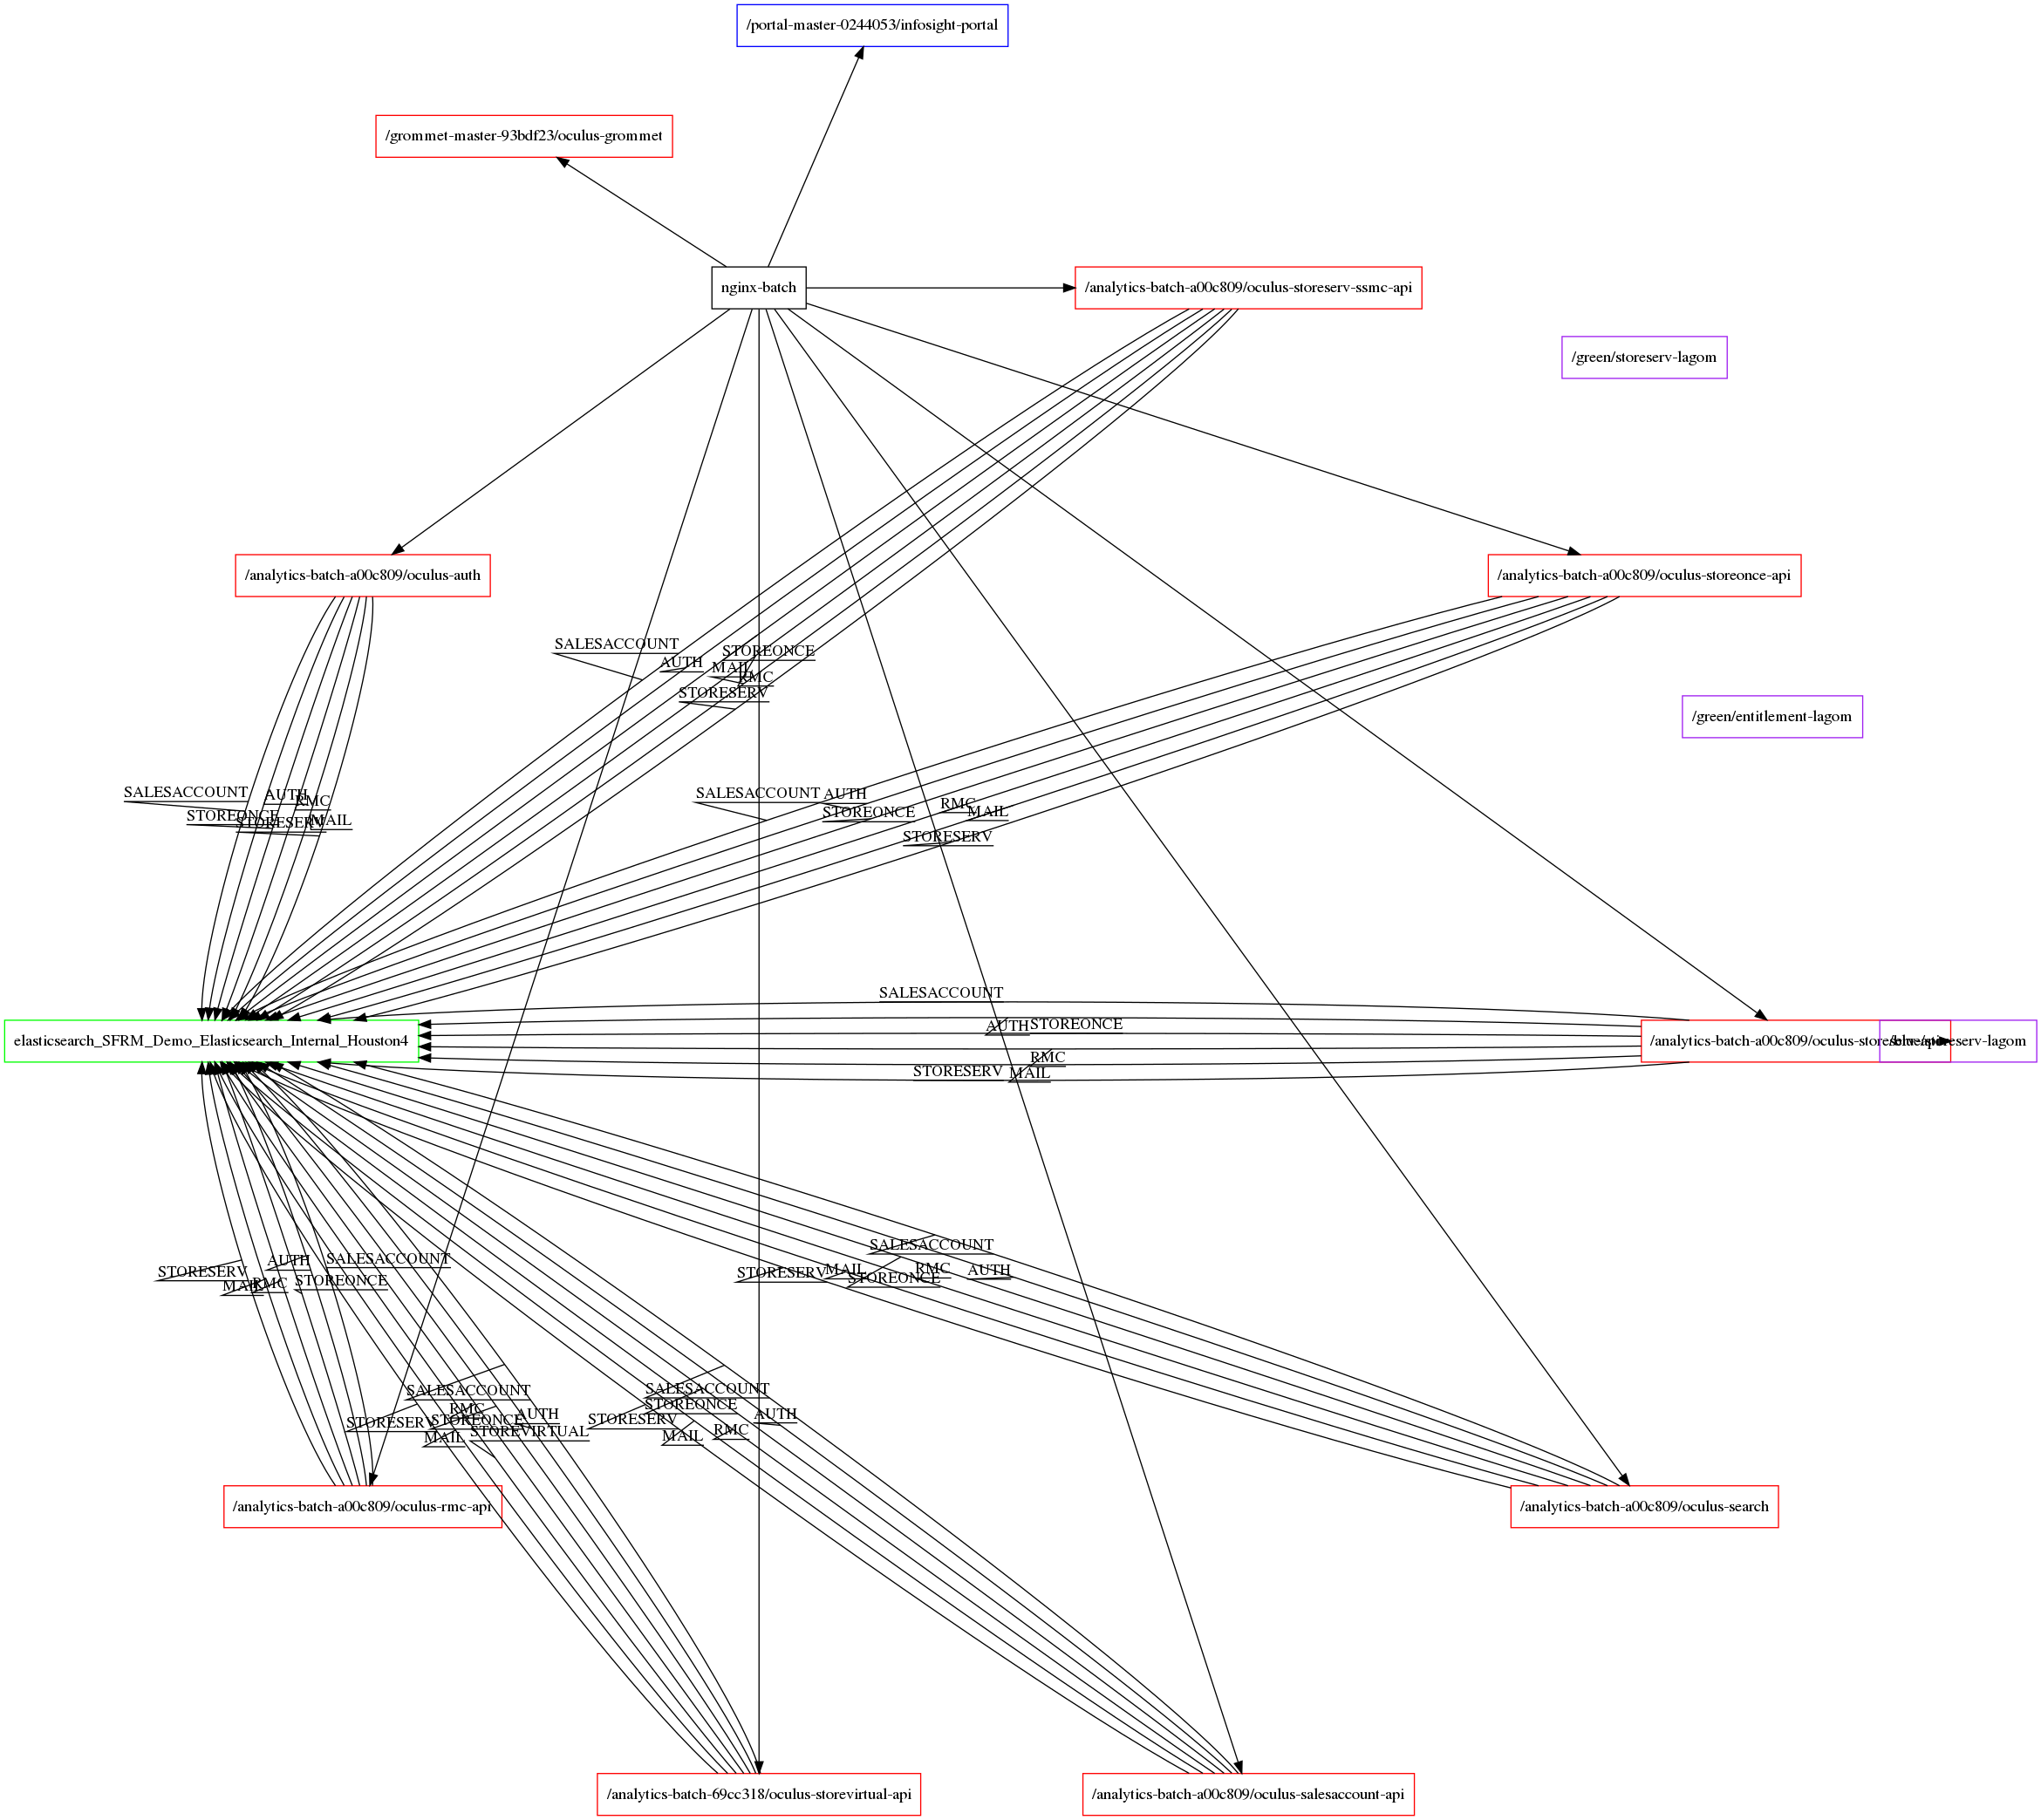 /portal-master-0244053/infosight-portal
/grommet-master-93bdf23/oculus-grommet
nginx-batch
/analytics-batch-a00c809/oculus-storeserv-ssmc-api
/green/storeserv-lagom
/analytics-batch-a00c809/oculus-auth
/analytics-batch-a00c809/oculus-storeonce-api
SALESACCOUNT
STOREONCE
AUTH
MAIL
RMC
STORESERV
/green/entitlement-lagom
SALESACCOUNT
AUTH
RMC
STOREONCE
STORESERV
MAIL
SALESACCOUNT
AUTH
RMC
STOREONCE
MAIL
STORESERV
SALESACCOUNT
AUTH
STOREONCE
elasticsearch_SFRM_Demo_Elasticsearch_Internal_Houston4
/analytics-batch-a00c809/oculus-storeserv-api
/blue/storeserv-lagom
RMC
STORESERV
MAIL
SALESACCOUNT
AUTH
STORESERV
MAIL
RMC
STOREONCE
SALESACCOUNT
STORESERV
MAIL
RMC
AUTH
STOREONCE
SALESACCOUNT
RMC
AUTH
STORESERV
STOREONCE
MAIL
STOREVIRTUAL
SALESACCOUNT
STOREONCE
STORESERV
AUTH
MAIL
RMC
/analytics-batch-a00c809/oculus-rmc-api
/analytics-batch-a00c809/oculus-search
/analytics-batch-69cc318/oculus-storevirtual-api
/analytics-batch-a00c809/oculus-salesaccount-api